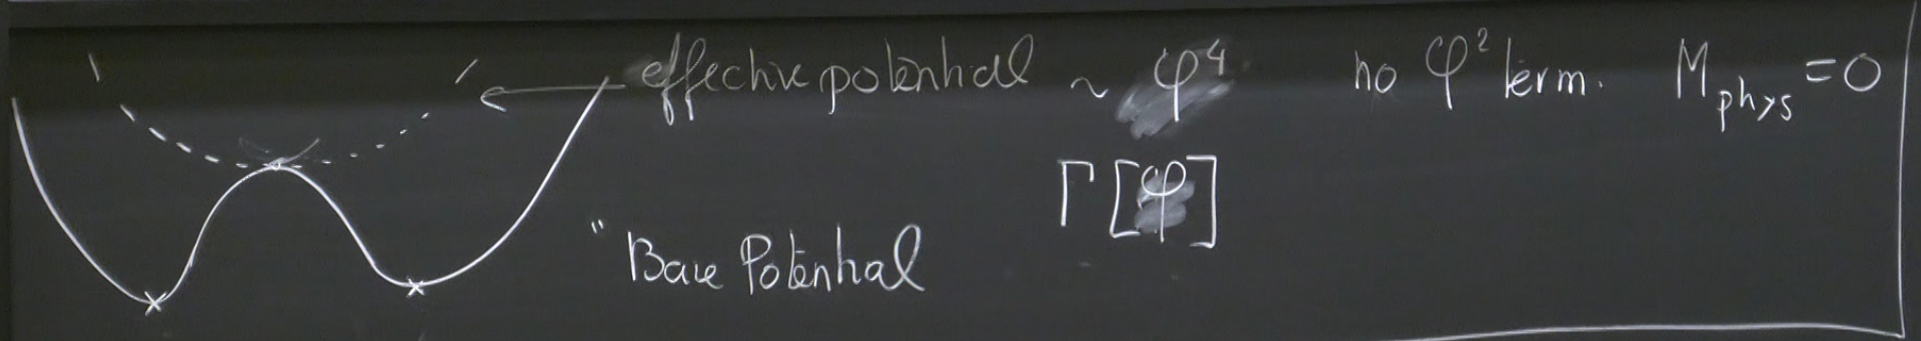 effective potential ~ φ⁴ no φ² term. M_phys = 0
Γ[φ]
" Bare Potential